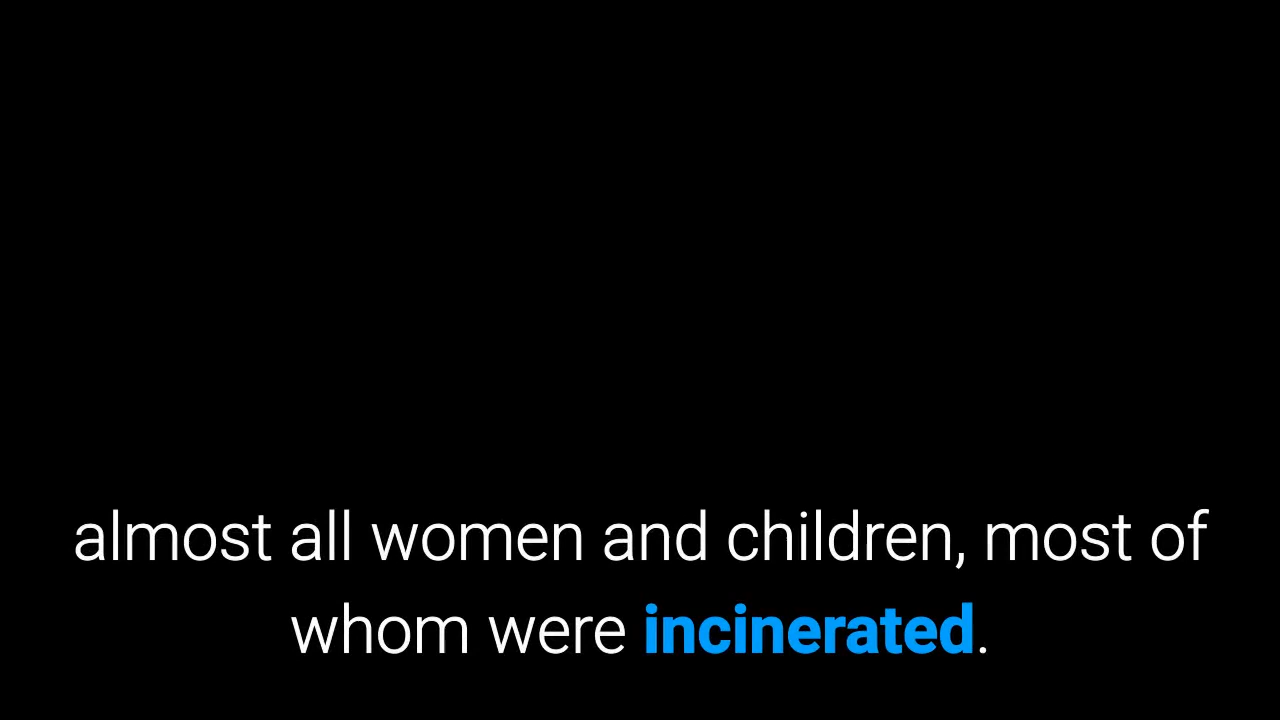 almost all women and children, most of
whom were incinerated.